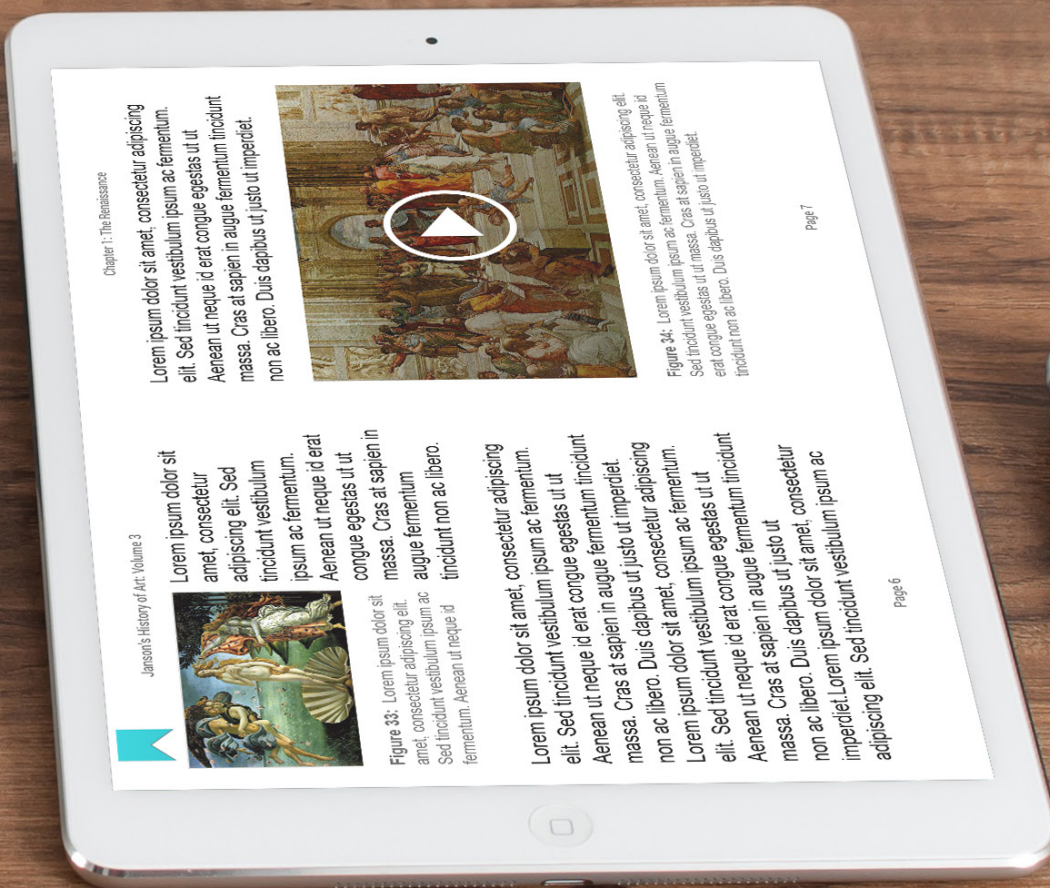 Janson's History of Art: Volume 3
Lorem ipsum dolor sit
amet, consectetur
adipiscing elit. Sed
tincidunt vestibulum
ipsum ac fermentum.
Aenean ut neque id erat
congue egestas ut ut
massa. Cras at sapien in
augue fermentum
tincidunt non ac libero.
Figure 33: Lorem ipsum dolor sit
amet, consectetur adipiscing elit.
Sed tincidunt vestibulum ipsum ac
fermentum. Aenean ut neque id
Lorem ipsum dolor sit amet, consectetur adipiscing
elit. Sed tincidunt vestibulum ipsum ac fermentum.
Aenean ut neque id erat congue egestas ut ut
massa. Cras at sapien in augue fermentum tincidunt
non ac libero. Duis dapibus ut justo ut imperdiet.
Lorem ipsum dolor sit amet, consectetur adipiscing
elit. Sed tincidunt vestibulum ipsum ac fermentum.
Aenean ut neque id erat congue egestas ut ut
massa. Cras at sapien in augue fermentum tincidunt
non ac libero. Duis dapibus ut justo ut
imperdiet.Lorem ipsum dolor sit amet, consectetur
adipiscing elit. Sed tincidunt vestibulum ipsum ac
Page 6
Chapter 1: The Renaissance
Lorem ipsum dolor sit amet, consectetur adipiscing
elit. Sed tincidunt vestibulum ipsum ac fermentum.
Aenean ut neque id erat congue egestas ut ut
massa. Cras at sapien in augue fermentum tincidunt
non ac libero. Duis dapibus ut justo ut imperdiet.
Figure 34: Lorem ipsum dolor sit amet, consectetur adipiscing elit.
Sed tincidunt vestibulum ipsum ac fermentum. Aenean ut neque id
erat congue egestas ut ut massa. Cras at sapien in augue fermentum
tincidunt non ac libero. Duis dapibus ut justo ut imperdiet.
Page 7